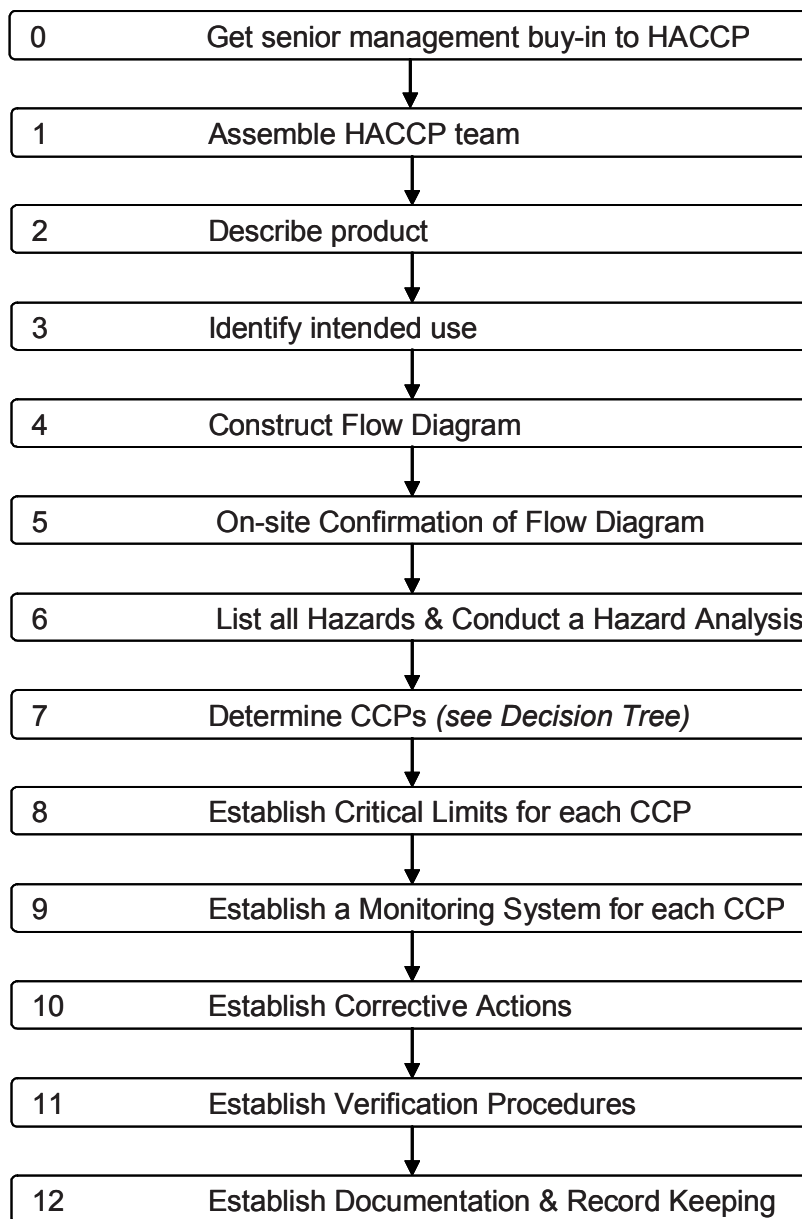 0 Get senior management buy-in to HACCP
1 Assemble HACCP team
2 Describe product
3 Identify intended use
4 Construct Flow Diagram
5 On-site Confirmation of Flow Diagram
6 List all Hazards & Conduct a Hazard Analysis
7 Determine CCPs (see Decision Tree)
8 Establish Critical Limits for each CCP
9 Establish a Monitoring System for each CCP
10 Establish Corrective Actions
11 Establish Verification Procedures
12 Establish Documentation & Record Keeping